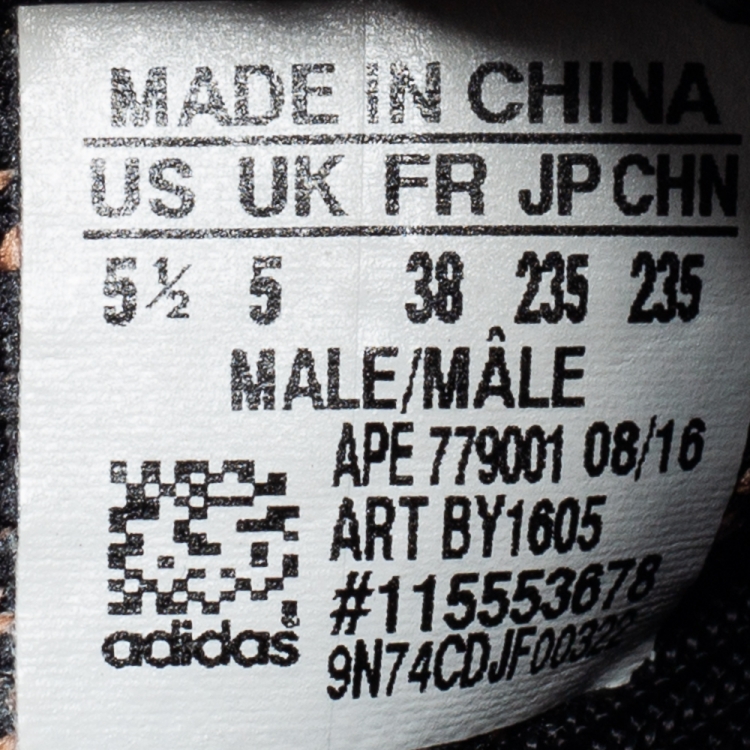 MADE IN CHINA
US UK FR JP CHN
5½ 5 38 235 235
MALE/MÂLE
APE 779001 08/16
ART BY1605
#115553678
adidas®
9N74CDJF00322